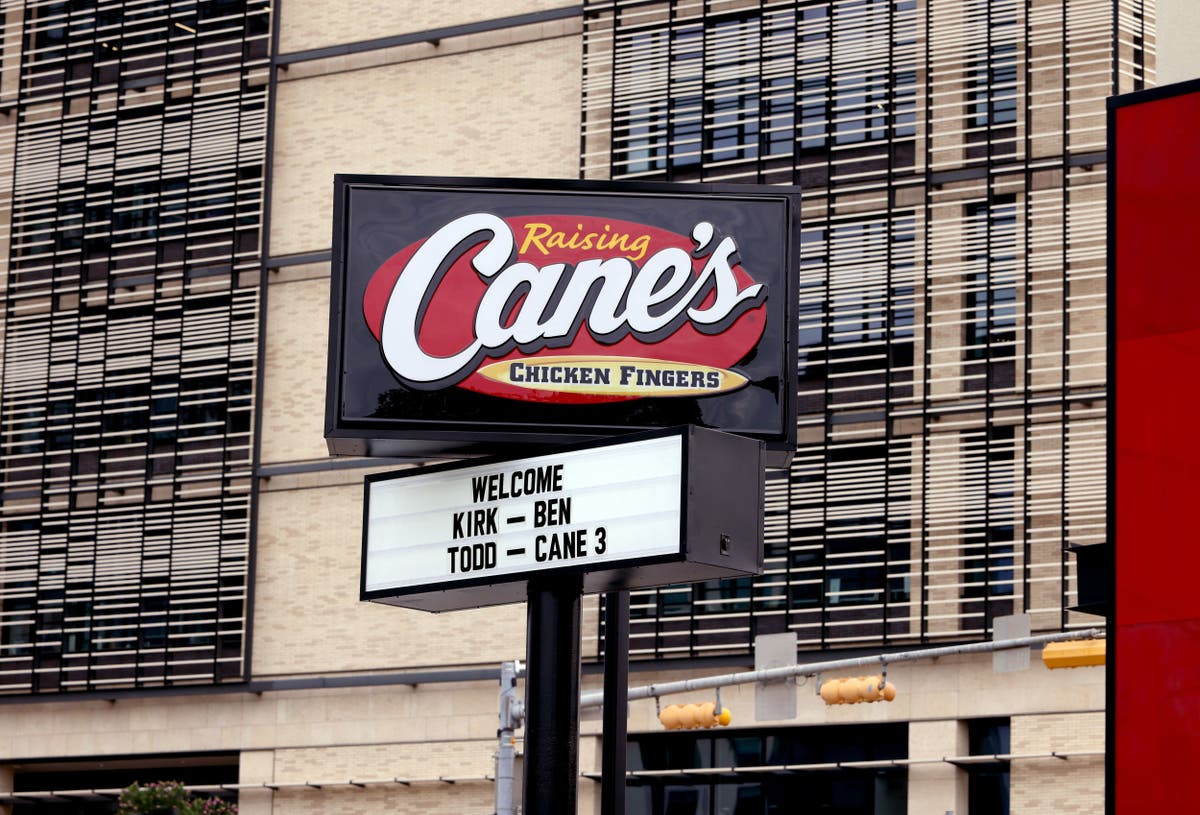 Raising
Cane's
CHICKEN FINGERS
WELCOME
KIRK — BEN
TODD — CANE 3